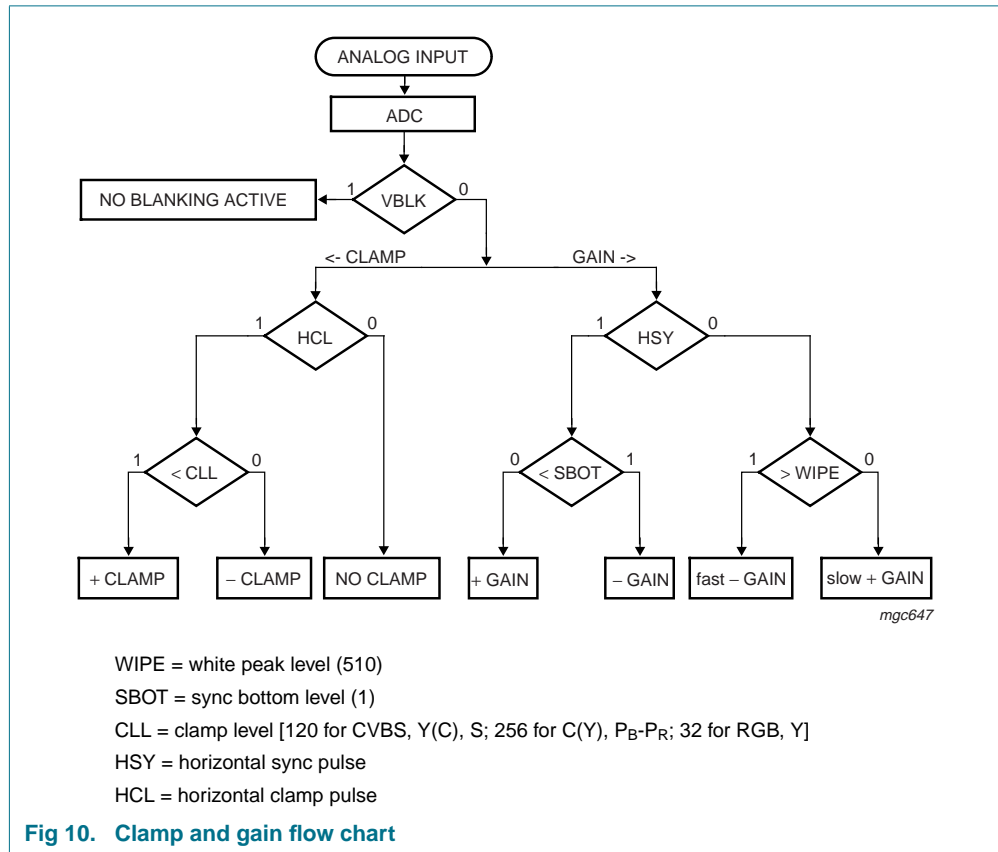 ANALOG INPUT
ADC
1 VBLK 0
NO BLANKING ACTIVE
<- CLAMP GAIN ->
1 HCL 0 1 HSY 0
1 < CLL 0 0 < SBOT 1 1 > WIPE 0
+ CLAMP − CLAMP NO CLAMP + GAIN − GAIN fast − GAIN slow + GAIN
mgc647
WIPE = white peak level (510)
SBOT = sync bottom level (1)
CLL = clamp level [120 for CVBS, Y(C), S; 256 for C(Y), PB-PR; 32 for RGB, Y]
HSY = horizontal sync pulse
HCL = horizontal clamp pulse
Fig 10. Clamp and gain flow chart